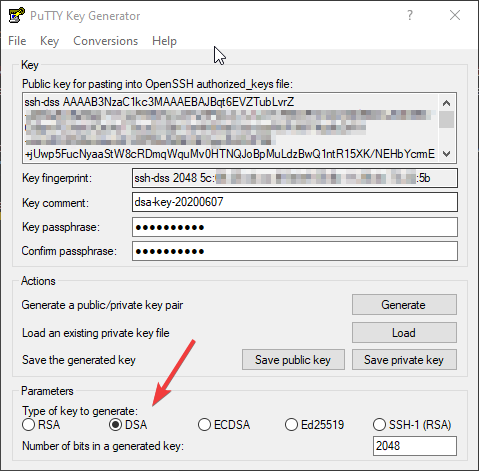 PuTTY Key Generator
File Key Conversions Help
Key
Public key for pasting into OpenSSH authorized_keys file:
ssh-dss AAAAB3NzaC1kc3MAAAEBAJBqt6EVZTubLvrZ
+jUwp5FucNyaaStW8cRDmqWquMv0HTNQJoBpMuLdzBwQ1ntR15XK/NEHbYcmE
Key fingerprint: ssh-dss 2048 5c: :5b
Key comment: dsa-key-20200607
Key passphrase: ●●●●●●●●●●
Confirm passphrase: ●●●●●●●●●●
Actions
Generate a public/private key pair Generate
Load an existing private key file Load
Save the generated key Save public key Save private key
Parameters
Type of key to generate:
RSA DSA ECDSA Ed25519 SSH-1 (RSA)
Number of bits in a generated key: 2048